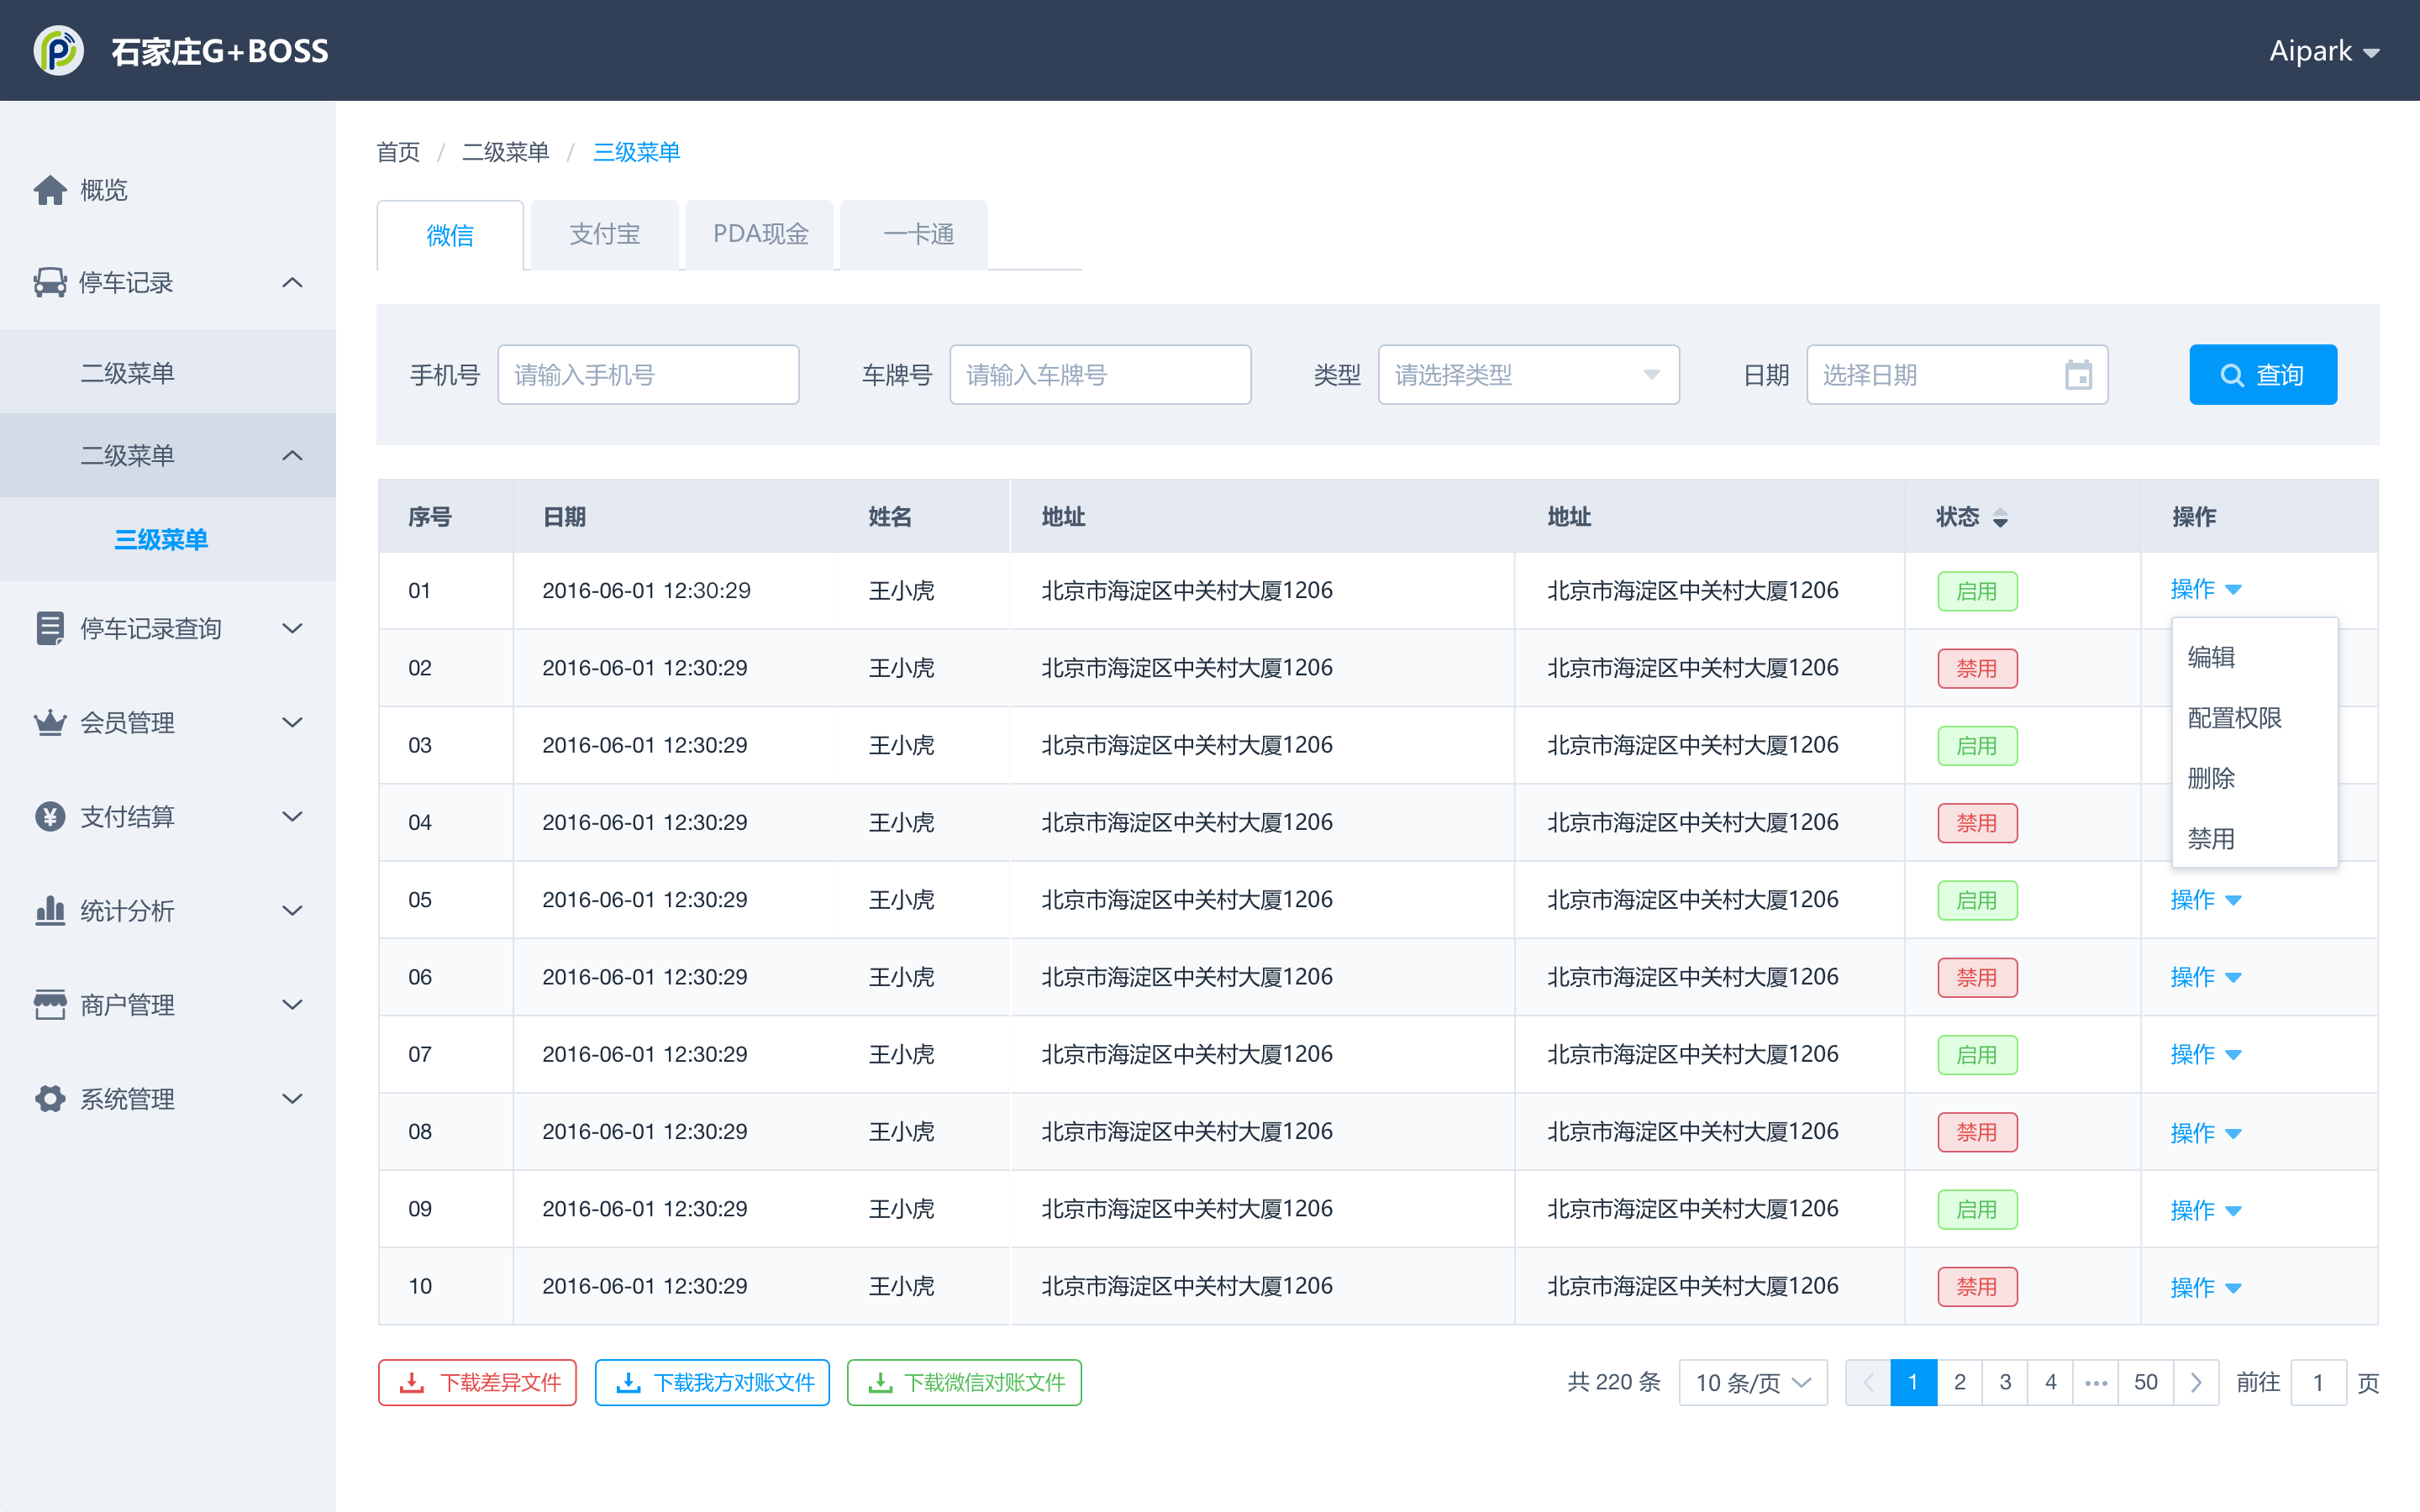 石家庄G+BOSS
Aipark
概览
停车记录
二级菜单
二级菜单
三级菜单
停车记录查询
会员管理
支付结算
统计分析
商户管理
系统管理
首页 / 二级菜单 / 三级菜单
微信 支付宝 PDA现金 一卡通
手机号 请输入手机号 车牌号 请输入车牌号 类型 请选择类型 日期 选择日期 查询
序号 日期 姓名 地址 地址 状态 操作
01 2016-06-01 12:30:29 王小虎 北京市海淀区中关村大厦1206 北京市海淀区中关村大厦1206 启用 操作
02 2016-06-01 12:30:29 王小虎 北京市海淀区中关村大厦1206 北京市海淀区中关村大厦1206 禁用
03 2016-06-01 12:30:29 王小虎 北京市海淀区中关村大厦1206 北京市海淀区中关村大厦1206 启用
04 2016-06-01 12:30:29 王小虎 北京市海淀区中关村大厦1206 北京市海淀区中关村大厦1206 禁用
编辑
配置权限
删除
禁用
05 2016-06-01 12:30:29 王小虎 北京市海淀区中关村大厦1206 北京市海淀区中关村大厦1206 启用 操作
06 2016-06-01 12:30:29 王小虎 北京市海淀区中关村大厦1206 北京市海淀区中关村大厦1206 禁用 操作
07 2016-06-01 12:30:29 王小虎 北京市海淀区中关村大厦1206 北京市海淀区中关村大厦1206 启用 操作
08 2016-06-01 12:30:29 王小虎 北京市海淀区中关村大厦1206 北京市海淀区中关村大厦1206 禁用 操作
09 2016-06-01 12:30:29 王小虎 北京市海淀区中关村大厦1206 北京市海淀区中关村大厦1206 启用 操作
10 2016-06-01 12:30:29 王小虎 北京市海淀区中关村大厦1206 北京市海淀区中关村大厦1206 禁用 操作
下载差异文件 下载我方对账文件 下载微信对账文件 共 220 条 10 条/页 1 2 3 4 ··· 50 前往 1 页